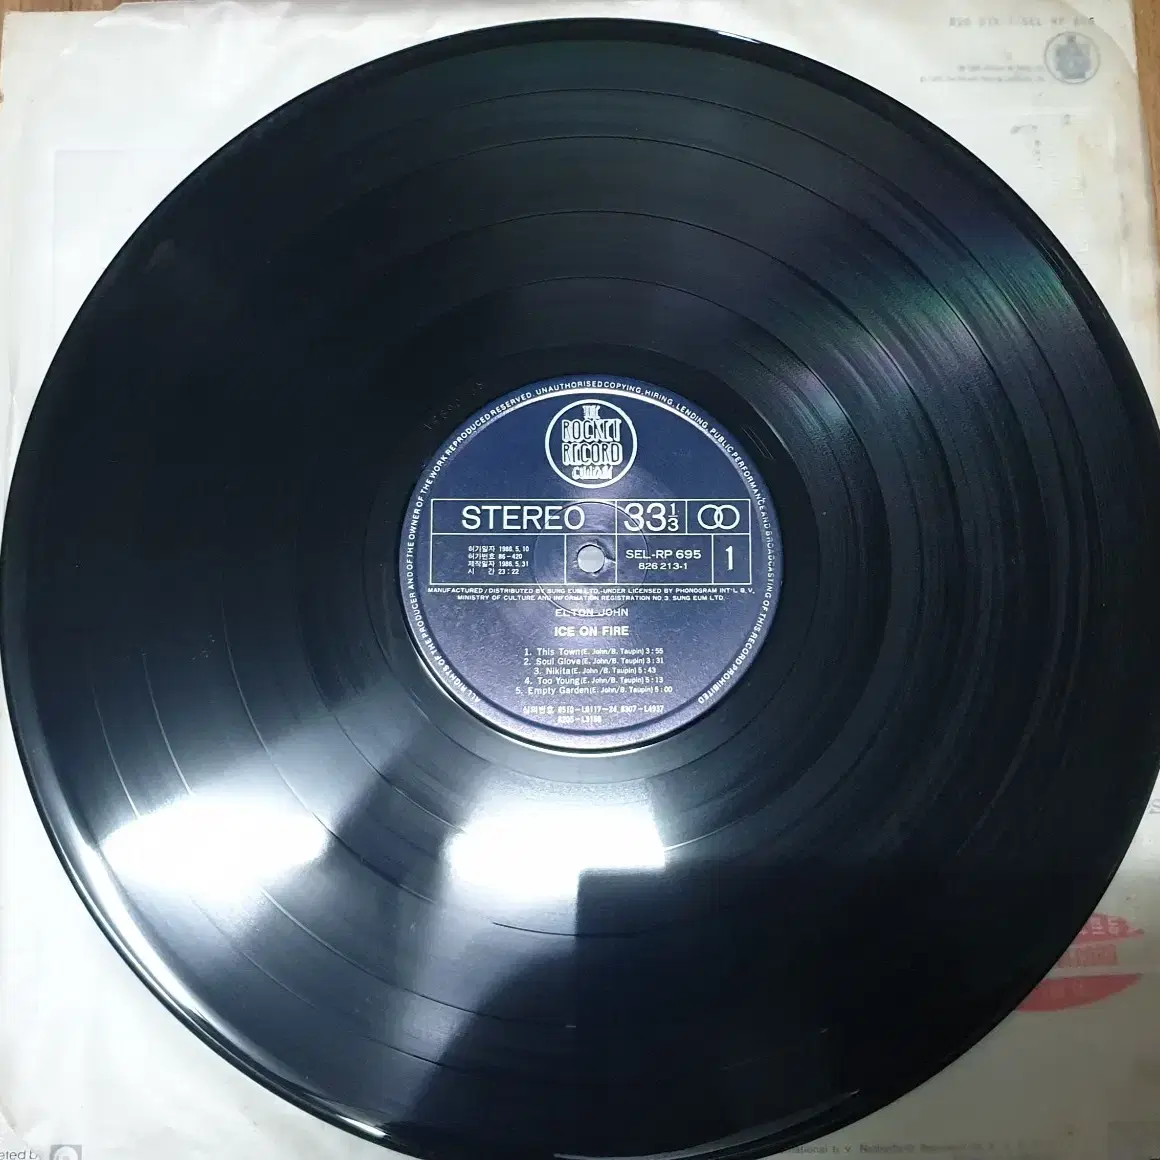 ALL RIGHTS OF THE PRODUCER AND OF THE OWNER OF THE WORK REPRODUCED RESERVED. UNAUTHORISED COPYING, HIRING, LENDING, PUBLIC PERFORMANCE AND BROADCASTING OF THIS RECORD PROHIBITED
THE
ROCKET
RECORD
STEREO 33 1/3
허가일자 1986. 5. 10
허가번호 86-420
제작일자 1986. 5. 31
시 간 23:22
SEL-RP 695
826 213-1
1
MANUFACTURED/DISTRIBUTED BY SUNG EUM LTD.-UNDER LICENSED BY PHONOGRAM INT'L B.V.
MINISTRY OF CULTURE AND INFORMATION REGISTRATION NO. 3. SUNG EUM LTD.
ELTON JOHN
ICE ON FIRE
1. This Town(E. John/B. Taupin) 3:55
2. Soul Glove(E. John/B. Taupin) 3:31
3. Nikita(E. John/B. Taupin) 5:43
4. Too Young(E. John/B. Taupin) 5:13
5. Empty Garden(E. John/B. Taupin) 5:00